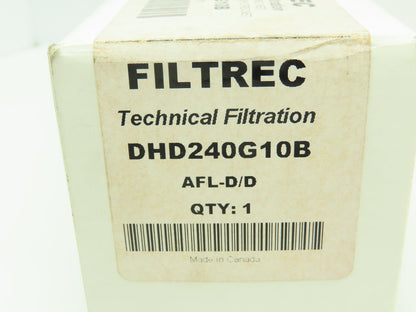 FILTREC
Technical Filtration
DHD240G10B
AFL-D/D
QTY: 1
Made in Canada